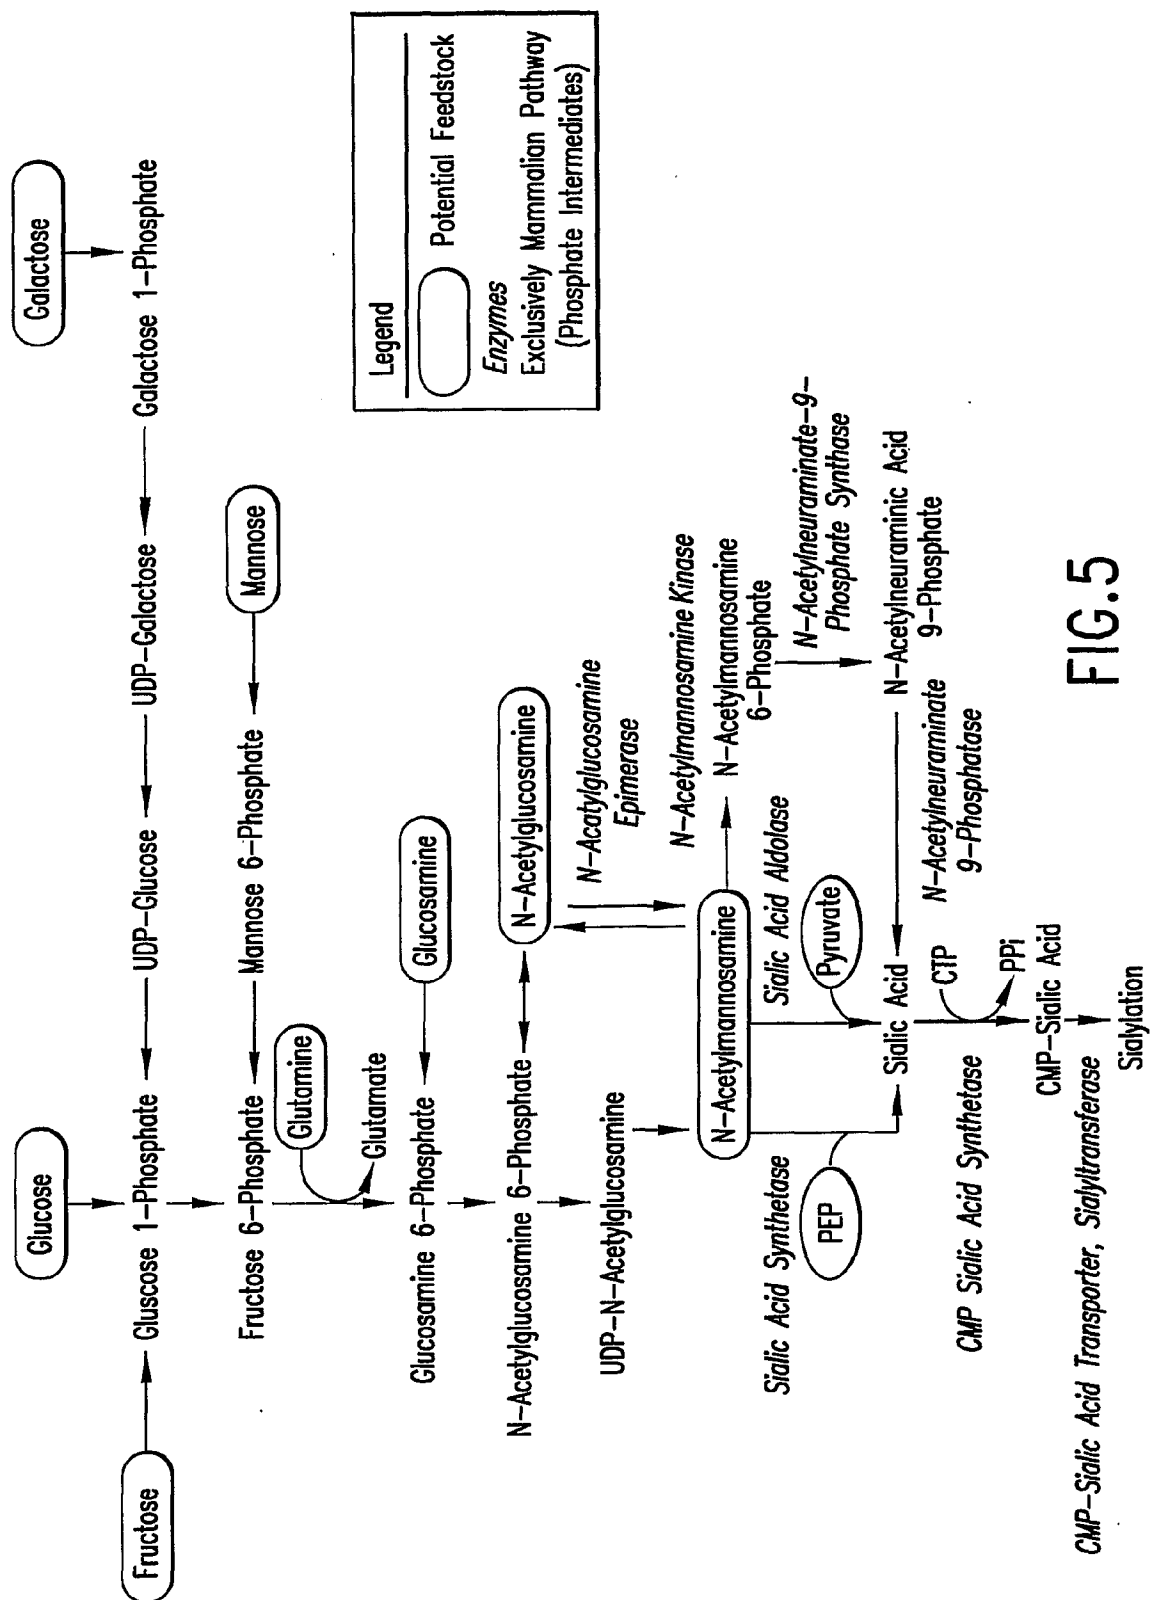 Galactose
Glucose
Fructose
Gluscose 1-Phosphate
UDP-Glucose
UDP-Galactose
Galactose 1-Phosphate
Fructose 6-Phosphate
Mannose 6-Phosphate
Mannose
Glutamine
Glutamate
Glucosamine 6-Phosphate
Glucosamine
N-Acetylglucosamine 6-Phosphate
N-Acetylglucosamine
UDP-N-Acetylglucosamine
N-Acatylglucosamine
Epimerase
N-Acetylmannosamine
N-Acetylmannosamine Kinase
N-Acetylmannosamine
6-Phosphate
Sialic Acid Synthetase
Sialic Acid Aldolase
PEP
Pyruvate
N-Acetylneuraminate-9-
Phosphate Synthase
Sialic Acid
N-Acetylneuraminic Acid
9-Phosphate
N-Acetylneuraminate
9-Phosphatase
CMP Sialic Acid Synthetase
CTP
PPi
CMP-Sialic Acid
CMP-Sialic Acid Transporter, Sialyltransferase
Sialylation
Legend
Potential Feedstock
Enzymes
Exclusively Mammalian Pathway
(Phosphate Intermediates)
FIG.5